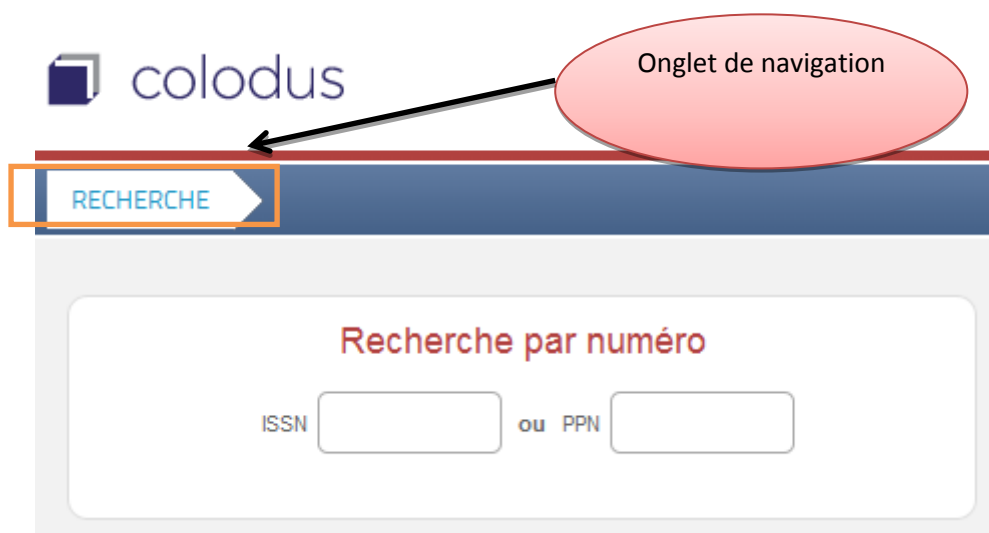 colodus
Onglet de navigation
RECHERCHE
Recherche par numéro
ISSN ou PPN